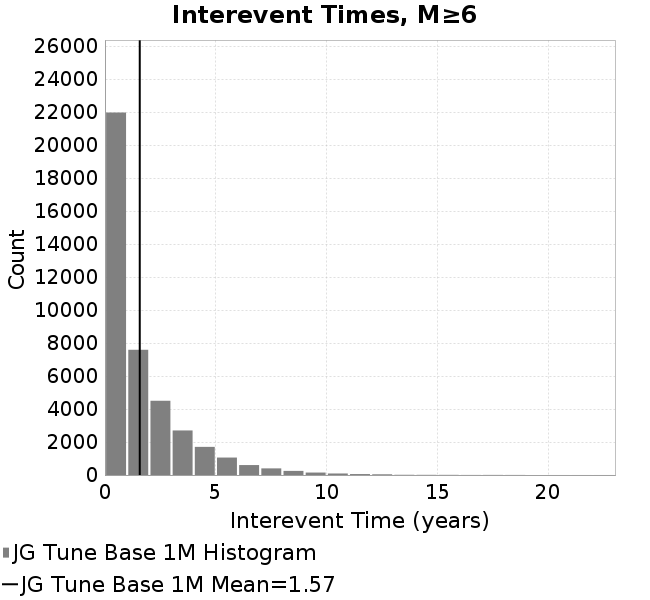 Interevent Times, M≥6
26000
24000
22000
20000
18000
16000
14000
12000
10000
8000
6000
4000
2000
0
Count
0 5 10 15 20
Interevent Time (years)
JG Tune Base 1M Histogram
JG Tune Base 1M Mean=1.57